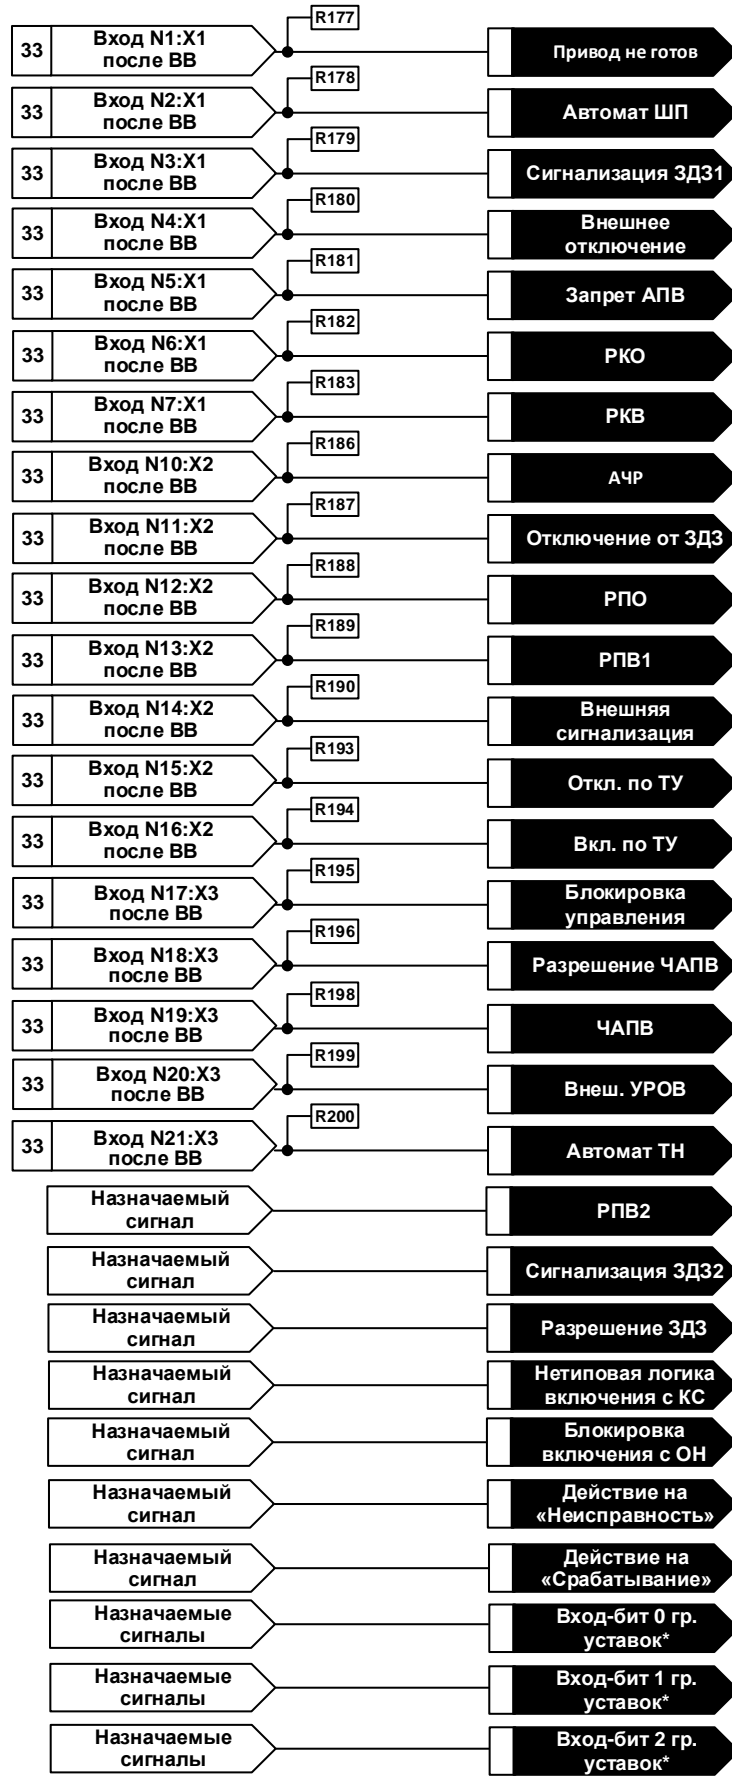 R177
33
Вход N1:X1
после ВВ
Привод не готов
R178
33
Вход N2:X1
после ВВ
Автомат ШП
R179
33
Вход N3:X1
после ВВ
Сигнализация ЗДЗ1
R180
33
Вход N4:X1
после ВВ
Внешнее
отключение
R181
33
Вход N5:X1
после ВВ
Запрет АПВ
R182
33
Вход N6:X1
после ВВ
РКО
R183
33
Вход N7:X1
после ВВ
РКВ
R186
33
Вход N10:X2
после ВВ
АЧР
R187
33
Вход N11:X2
после ВВ
Отключение от ЗДЗ
R188
33
Вход N12:X2
после ВВ
РПО
R189
33
Вход N13:X2
после ВВ
РПВ1
R190
33
Вход N14:X2
после ВВ
Внешняя
сигнализация
R193
33
Вход N15:X2
после ВВ
Откл. по ТУ
R194
33
Вход N16:X2
после ВВ
Вкл. по ТУ
R195
33
Вход N17:X3
после ВВ
Блокировка
управления
R196
33
Вход N18:X3
после ВВ
Разрешение ЧАПВ
R198
33
Вход N19:X3
после ВВ
ЧАПВ
R199
33
Вход N20:X3
после ВВ
Внеш. УРОВ
R200
33
Вход N21:X3
после ВВ
Автомат ТН
Назначаемый
сигнал
РПВ2
Назначаемый
сигнал
Сигнализация ЗДЗ2
Назначаемый
сигнал
Разрешение ЗДЗ
Назначаемый
сигнал
Нетиповая логика
включения с КС
Назначаемый
сигнал
Блокировка
включения с ОН
Назначаемый
сигнал
Действие на
«Неисправность»
Назначаемый
сигнал
Действие на
«Срабатывание»
Назначаемые
сигналы
Вход-бит 0 гр.
уставок*
Назначаемые
сигналы
Вход-бит 1 гр.
уставок*
Назначаемые
сигналы
Вход-бит 2 гр.
уставок*